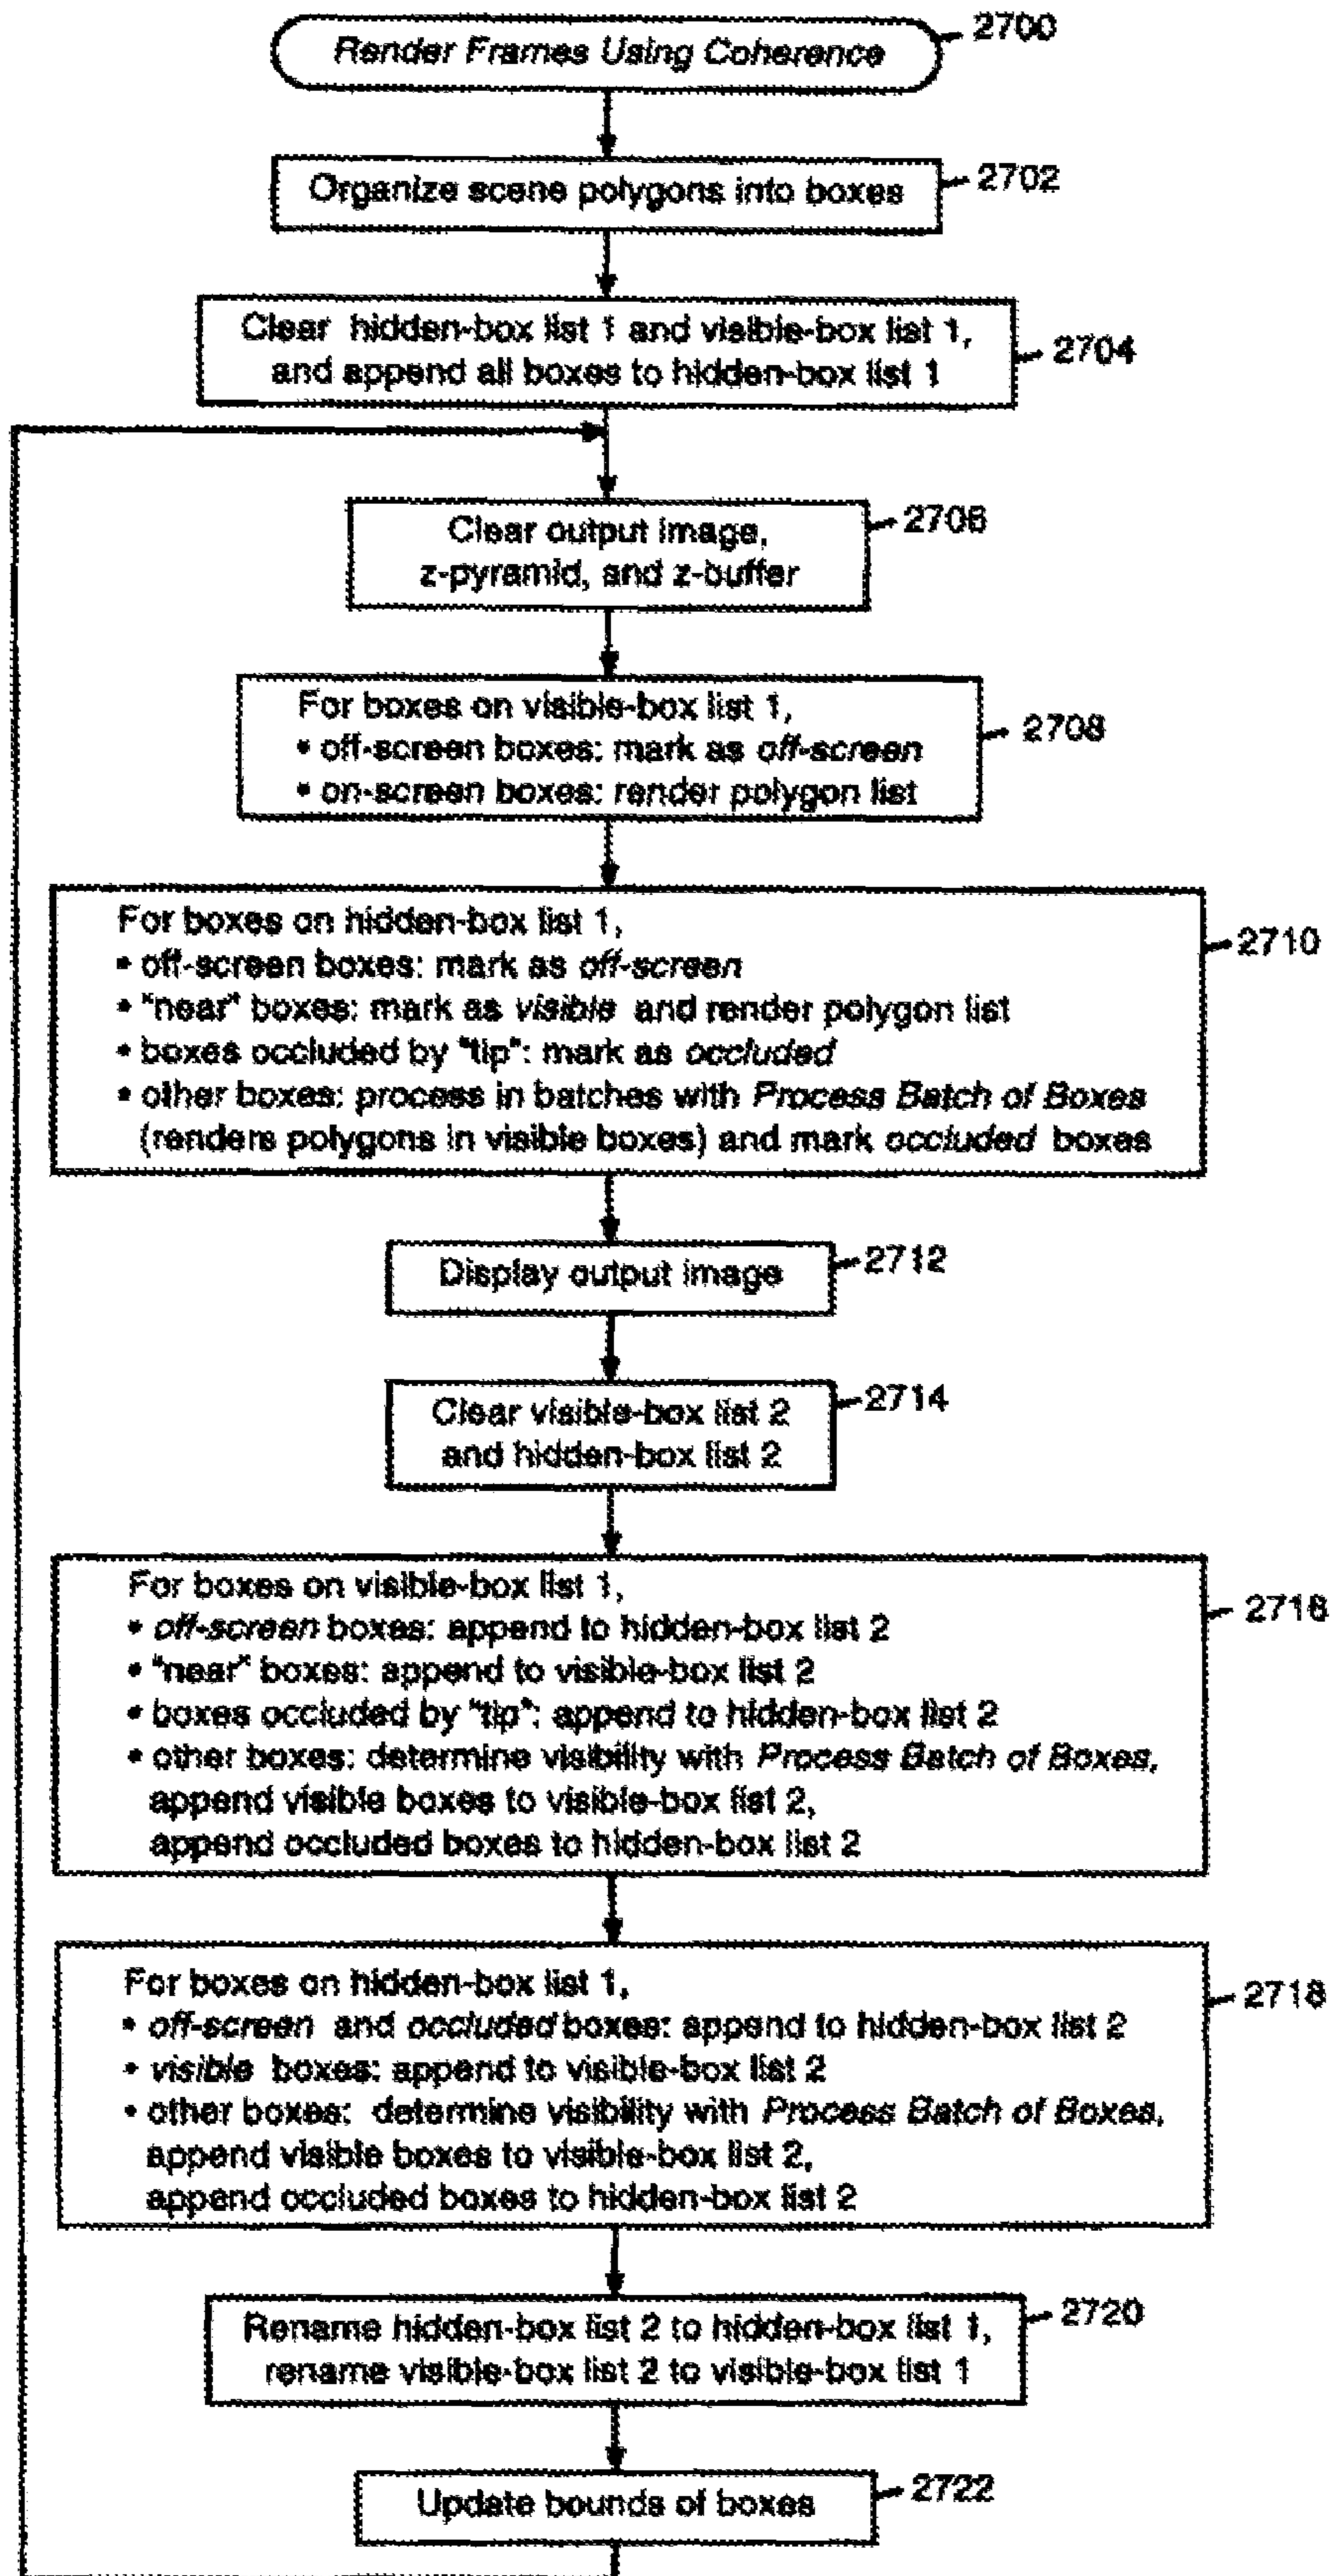 Render Frames Using Coherence
2700
Organize scene polygons into boxes
2702
Clear hidden-box list 1 and visible-box list 1,
and append all boxes to hidden-box list 1
2704
Clear output image,
z-pyramid, and z-buffer
2706
For boxes on visible-box list 1,
• off-screen boxes: mark as off-screen
• on-screen boxes: render polygon list
2708
For boxes on hidden-box list 1,
• off-screen boxes: mark as off-screen
• "near" boxes: mark as visible and render polygon list
• boxes occluded by "tip": mark as occluded
• other boxes: process in batches with Process Batch of Boxes
(renders polygons in visible boxes) and mark occluded boxes
2710
Display output image
2712
Clear visible-box list 2
and hidden-box list 2
2714
For boxes on visible-box list 1,
• off-screen boxes: append to hidden-box list 2
• "near" boxes: append to visible-box list 2
• boxes occluded by "tip": append to hidden-box list 2
• other boxes: determine visibility with Process Batch of Boxes,
append visible boxes to visible-box list 2,
append occluded boxes to hidden-box list 2
2716
For boxes on hidden-box list 1,
• off-screen and occluded boxes: append to hidden-box list 2
• visible boxes: append to visible-box list 2
• other boxes: determine visibility with Process Batch of Boxes,
append visible boxes to visible-box list 2,
append occluded boxes to hidden-box list 2
2718
Rename hidden-box list 2 to hidden-box list 1,
rename visible-box list 2 to visible-box list 1
2720
Update bounds of boxes
2722